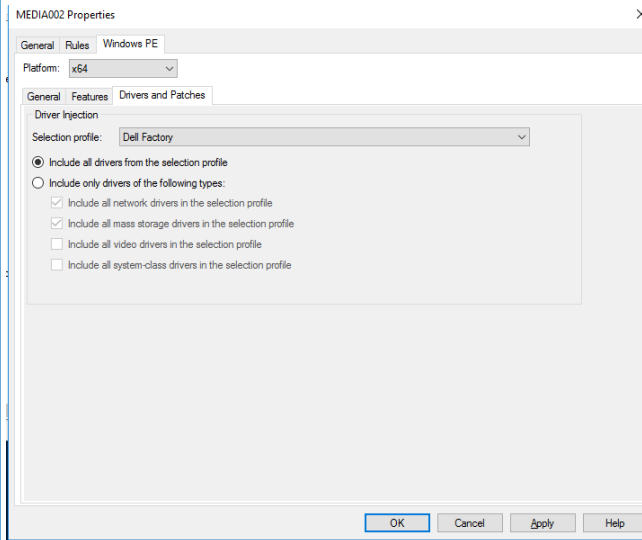 MEDIA002 Properties
General Rules Windows PE
Platform: x64
General Features Drivers and Patches
Driver Injection
Selection profile: Dell Factory
Include all drivers from the selection profile
Include only drivers of the following types:
Include all network drivers in the selection profile
Include all mass storage drivers in the selection profile
Include all video drivers in the selection profile
Include all system-class drivers in the selection profile
OK Cancel Apply Help